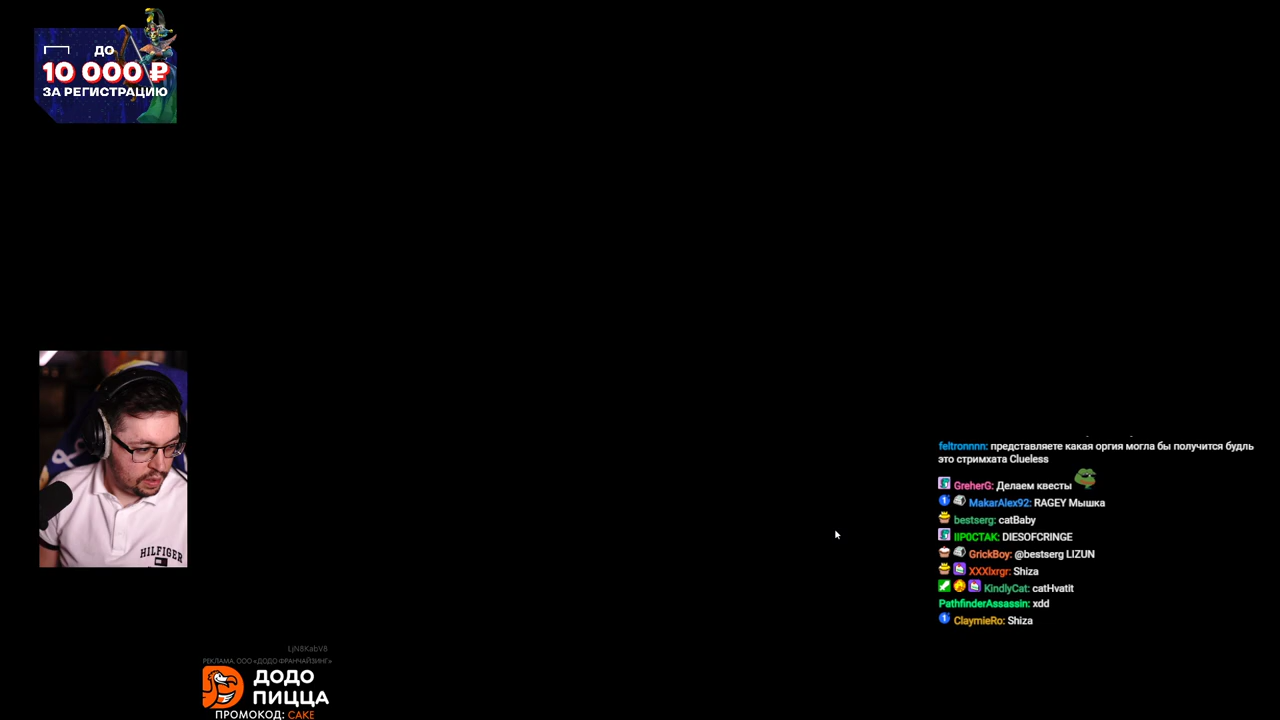 ДО
10 000 ₽
ЗА РЕГИСТРАЦИЮ
feltronnnn: представляете какая оргия могла бы получится будль
это стримхата Clueless
GreherG: Делаем квесты
MakarAlex92: RAGEY Мышка
bestserg: catBaby
IIP0CTAK: DIESOFCRINGE
GrickBoy: @bestserg LIZUN
XXXlxrgr: Shiza
KindlyCat: catHvatit
PathfinderAssassin: xdd
ClaymieRo: Shiza
HILFIGER
LjN8KabV8
РЕКЛАМА. ООО «ДОДО ФРАНЧАЙЗИНГ»
ДОДО
ПИЦЦА
ПРОМОКОД: CAKE